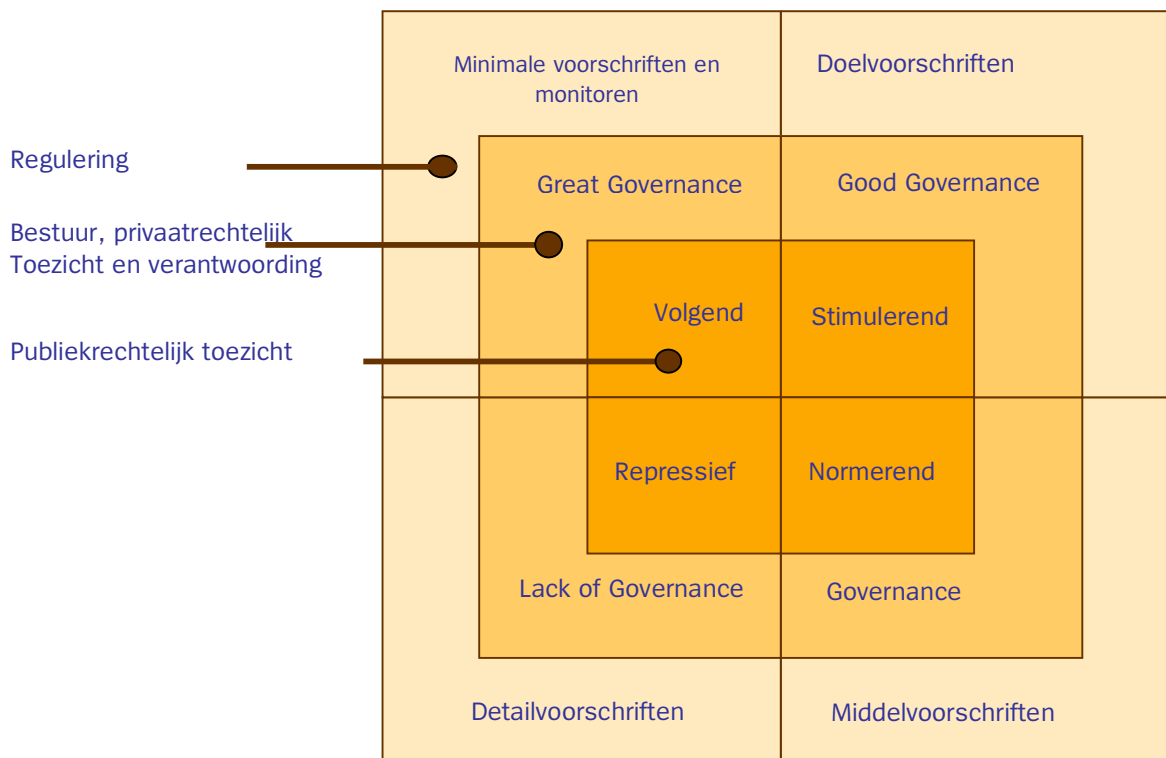 Minimale voorschriften en
monitoren
Doelvoorschriften
Regulering
Great Governance
Good Governance
Bestuur, privaatrechtelijk
Toezicht en verantwoording
Volgend
Stimulerend
Publiekrechtelijk toezicht
Repressief
Normerend
Lack of Governance
Governance
Detailvoorschriften
Middelvoorschriften